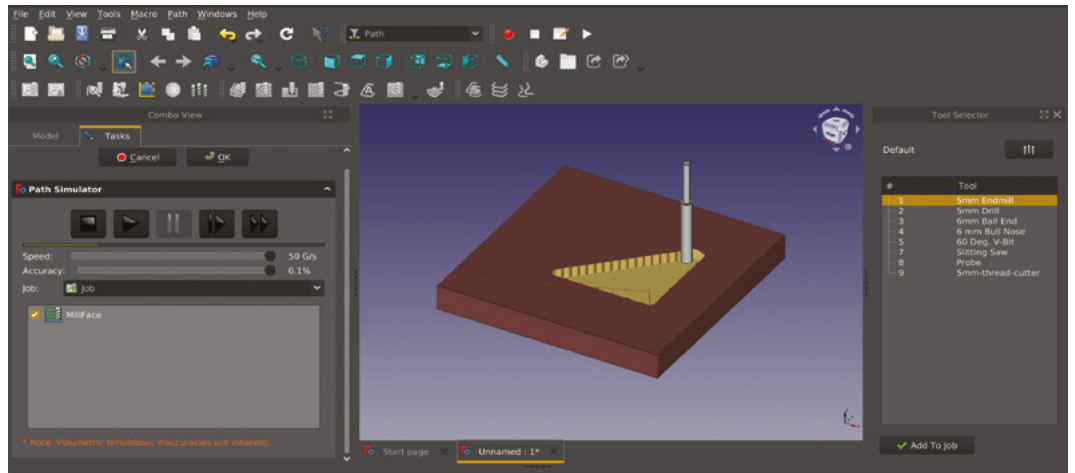 File Edit View Tools Macro Path Windows Help
Path
Combo View
Model Tasks
Cancel OK
Path Simulator
Speed: 50 G/s
Accuracy: 0.1%
Job: Job
MillFace
* Note: Volumetric simulation, inaccuracies are inherent.
Start page Unnamed : 1*
Tool Selector
Default
# Tool
1 5mm Endmill
2 5mm Drill
3 6mm Ball End
4 6 mm Bull Nose
5 60 Deg. V-Bit
7 Slitting Saw
8 Probe
9 5mm-thread-cutter
Add To Job